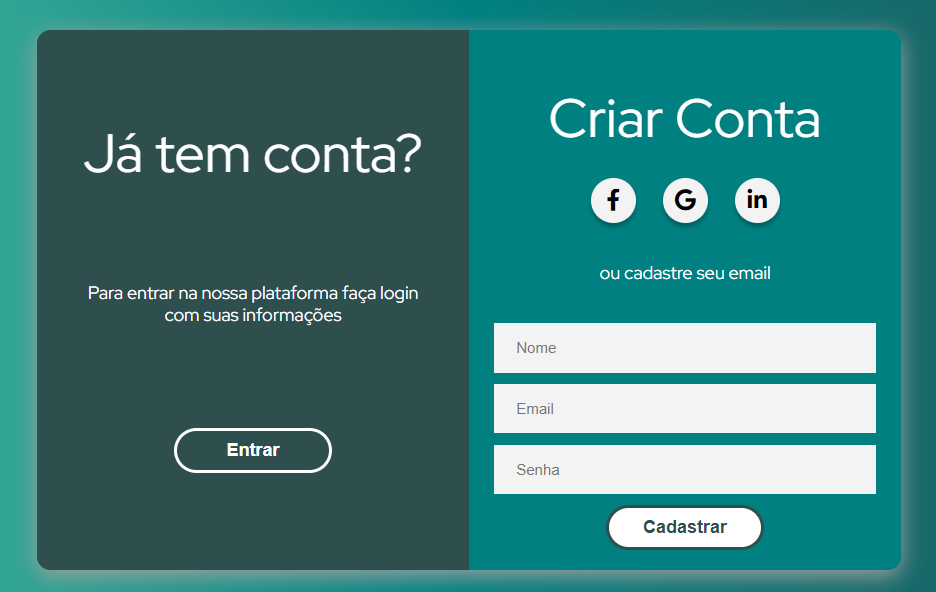 Já tem conta?
Para entrar na nossa plataforma faça login
com suas informações
Entrar
Criar Conta
f G in
ou cadastre seu email
Nome
Email
Senha
Cadastrar